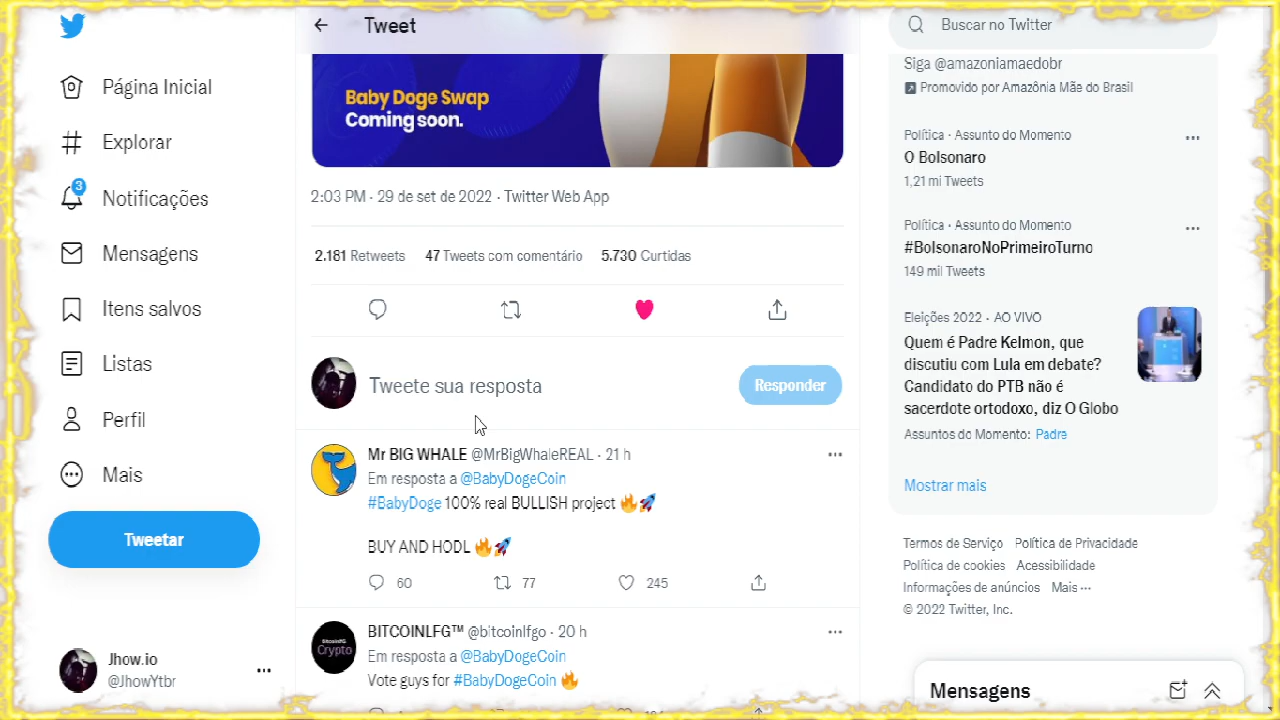 Página Inicial
Explorar
3
Notificações
Mensagens
Itens salvos
Listas
Perfil
Mais
Tweetar
Jhow.io
@JhowYtbr
Tweet
Baby Doge Swap
Coming soon.
2:03 PM · 29 de set de 2022 · Twitter Web App
2.181 Retweets 47 Tweets com comentário 5.730 Curtidas
Tweete sua resposta
Responder
Mr BIG WHALE @MrBigWhaleREAL · 21 h
Em resposta a @BabyDogeCoin
#BabyDoge 100% real BULLISH project 🔥🚀
BUY AND HODL 🔥🚀
60 77 245
Crypto
BITCOINLFG™ @bitcoinlfgo · 20 h
Em resposta a @BabyDogeCoin
Vote guys for #BabyDogeCoin 🔥
Buscar no Twitter
Siga @amazoniamaedobr
Promovido por Amazônia Mãe do Brasil
Política · Assunto do Momento
O Bolsonaro
1,21 mi Tweets
Política · Assunto do Momento
#BolsonaroNoPrimeiroTurno
149 mil Tweets
Eleições 2022 · AO VIVO
Quem é Padre Kelmon, que
discutiu com Lula em debate?
Candidato do PTB não é
sacerdote ortodoxo, diz O Globo
Assuntos do Momento: Padre
Mostrar mais
Termos de Serviço Política de Privacidade
Política de cookies Acessibilidade
Informações de anúncios Mais ···
© 2022 Twitter, Inc.
Mensagens